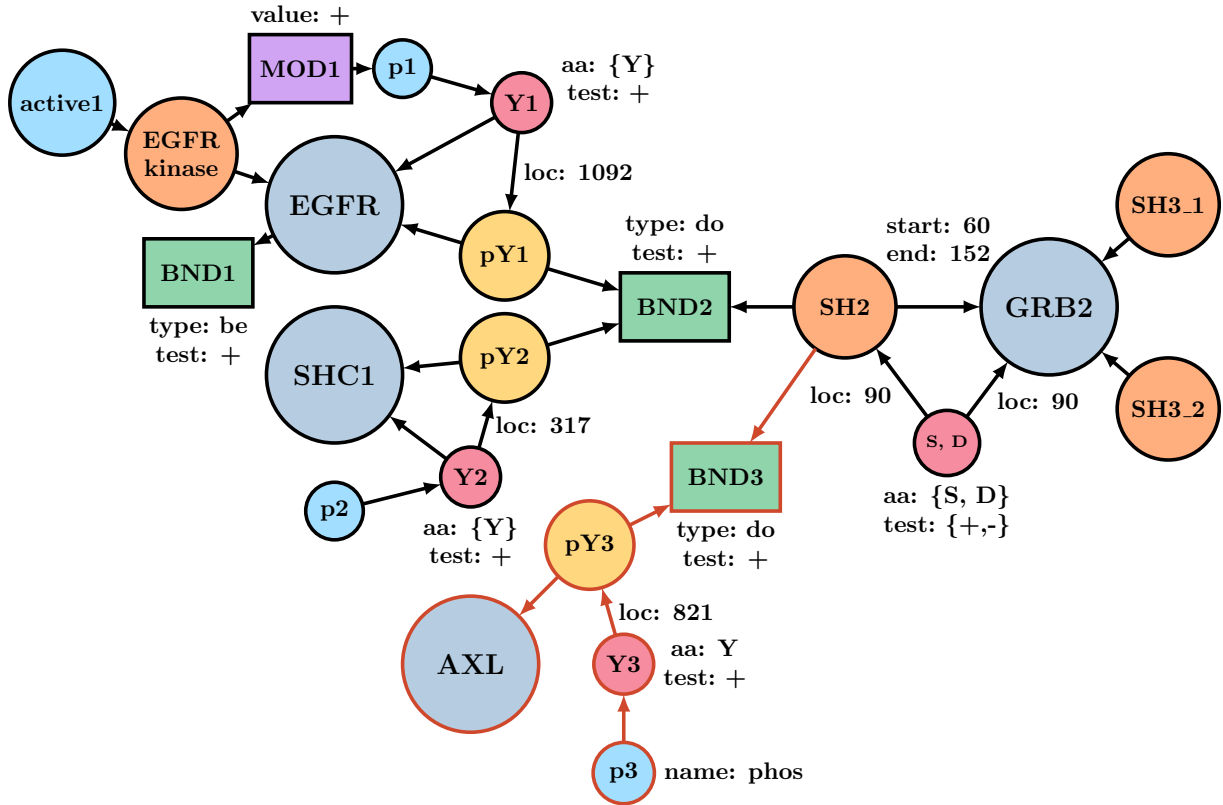 value: +
active1
MOD1
p1
aa: {Y}
test: +
Y1
EGFR
kinase
loc: 1092
EGFR
BND1
type: be
test: +
pY1
type: do
test: +
BND2
SH2
start: 60
end: 152
GRB2
SH3_1
SH3_2
SHC1
pY2
loc: 317
Y2
p2
aa: {Y}
test: +
loc: 90
loc: 90
S, D
aa: {S, D}
test: {+,-}
BND3
type: do
test: +
pY3
loc: 821
AXL
Y3
aa: Y
test: +
p3
name: phos